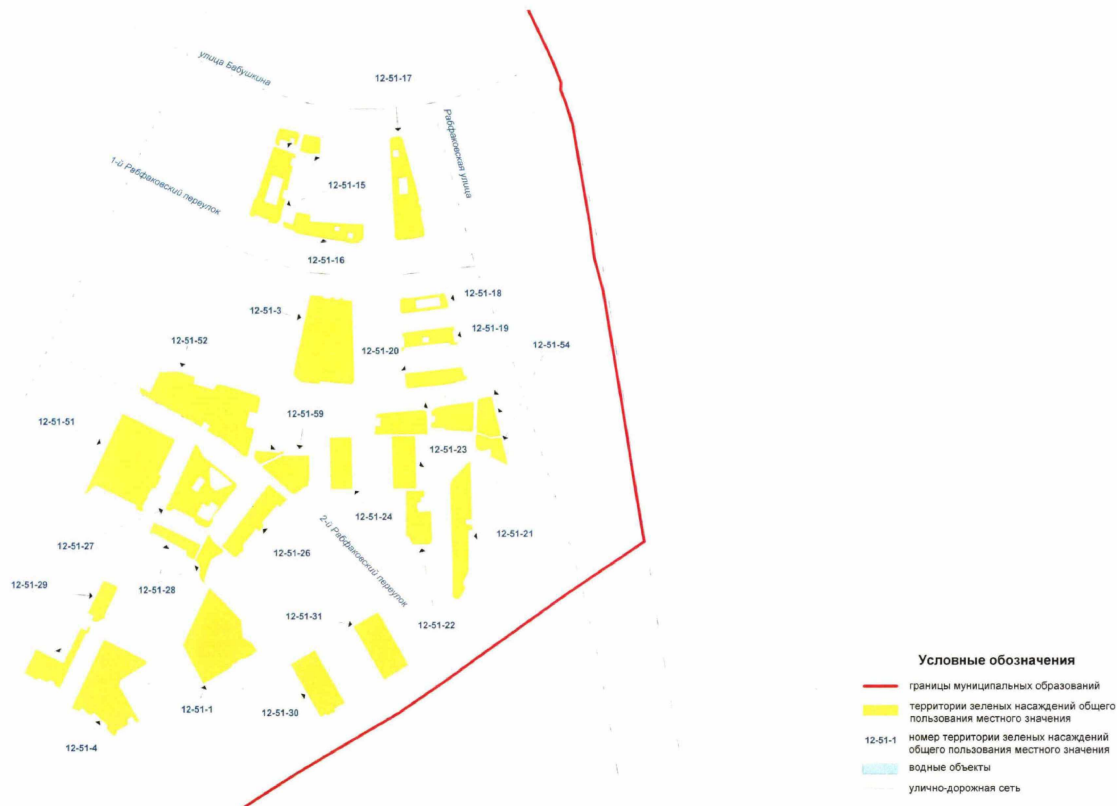 улица Бабушкина
12-51-17
Рабфаковская улица
1-й Рабфаковский переулок
12-51-15
12-51-16
12-51-18
12-51-3
12-51-19
12-51-52
12-51-20
12-51-54
12-51-59
12-51-51
12-51-23
12-51-24
2-й Рабфаковский переулок
12-51-21
12-51-27
12-51-26
12-51-29
12-51-28
12-51-31
12-51-22
12-51-1
12-51-30
12-51-4
Условные обозначения
границы муниципальных образований
территории зеленых насаждений общего
пользования местного значения
12-51-1
номер территории зеленых насаждений
общего пользования местного значения
водные объекты
улично-дорожная сеть